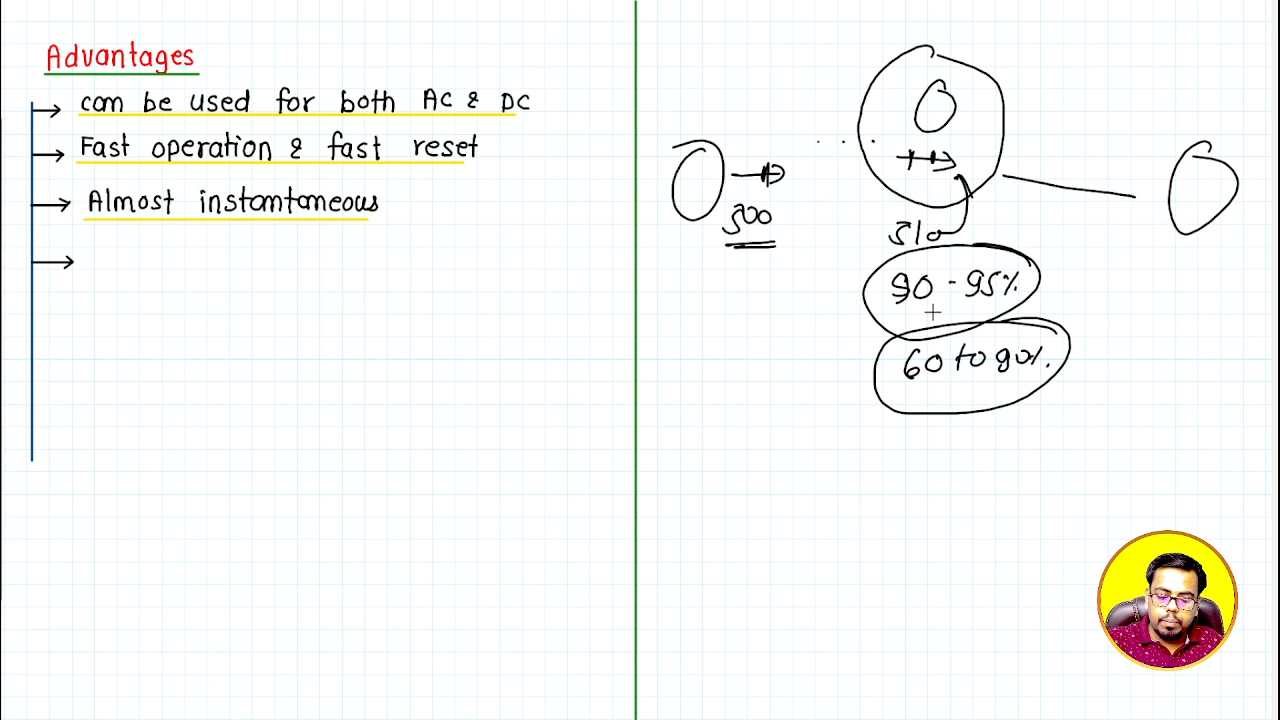 Advantages
can be used for both AC & DC
Fast operation & fast reset
Almost instantaneous
500
510
90 - 95%
60 to 90%.